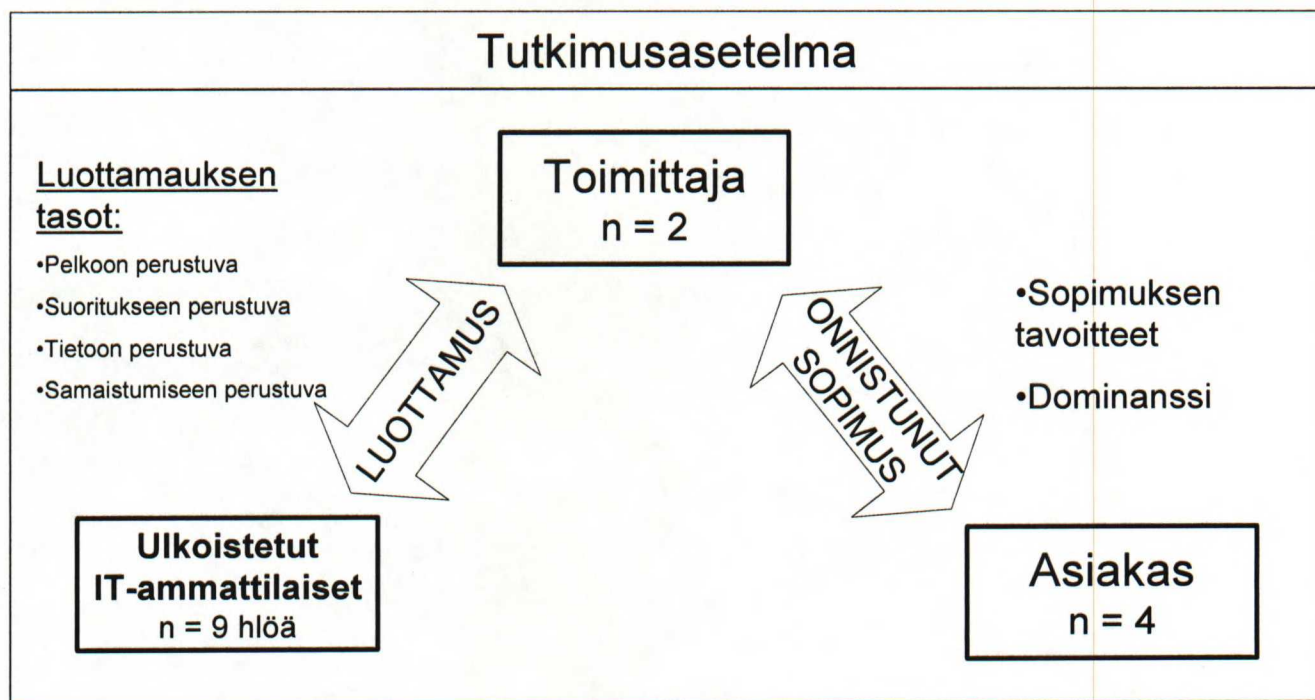 Tutkimusasetelma
Toimittaja
n = 2
Luottamauksen
tasot:
•Pelkoon perustuva
•Suoritukseen perustuva
•Tietoon perustuva
•Samaistumiseen perustuva
LUOTTAMUS
ONNISTUNUT
SOPIMUS
•Sopimuksen
tavoitteet
•Dominanssi
Ulkoistetut
IT-ammattilaiset
n = 9 hlöä
Asiakas
n = 4